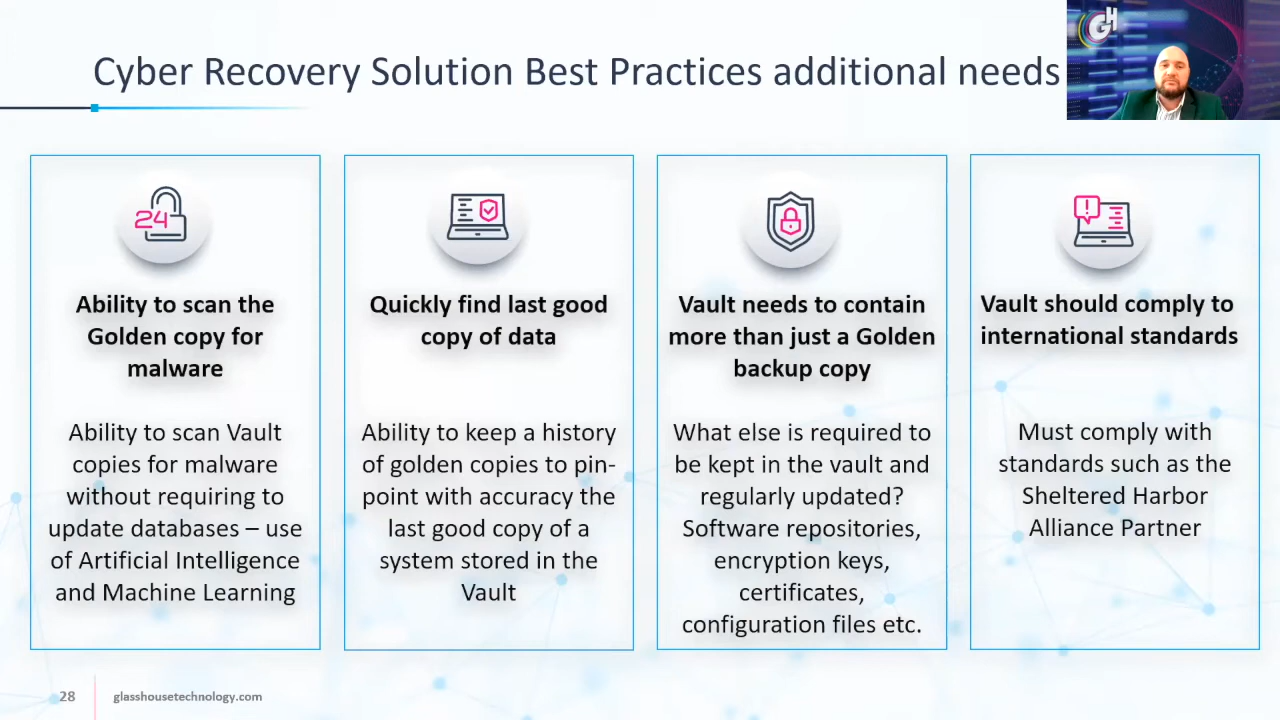 Cyber Recovery Solution Best Practices additional needs
GH
24
Ability to scan the
Golden copy for
malware
Ability to scan Vault
copies for malware
without requiring to
update databases – use
of Artificial Intelligence
and Machine Learning
Quickly find last good
copy of data
Ability to keep a history
of golden copies to pin-
point with accuracy the
last good copy of a
system stored in the
Vault
Vault needs to contain
more than just a Golden
backup copy
What else is required to
be kept in the vault and
regularly updated?
Software repositories,
encryption keys,
certificates,
configuration files etc.
Vault should comply to
international standards
Must comply with
standards such as the
Sheltered Harbor
Alliance Partner
28
glasshousetechnology.com